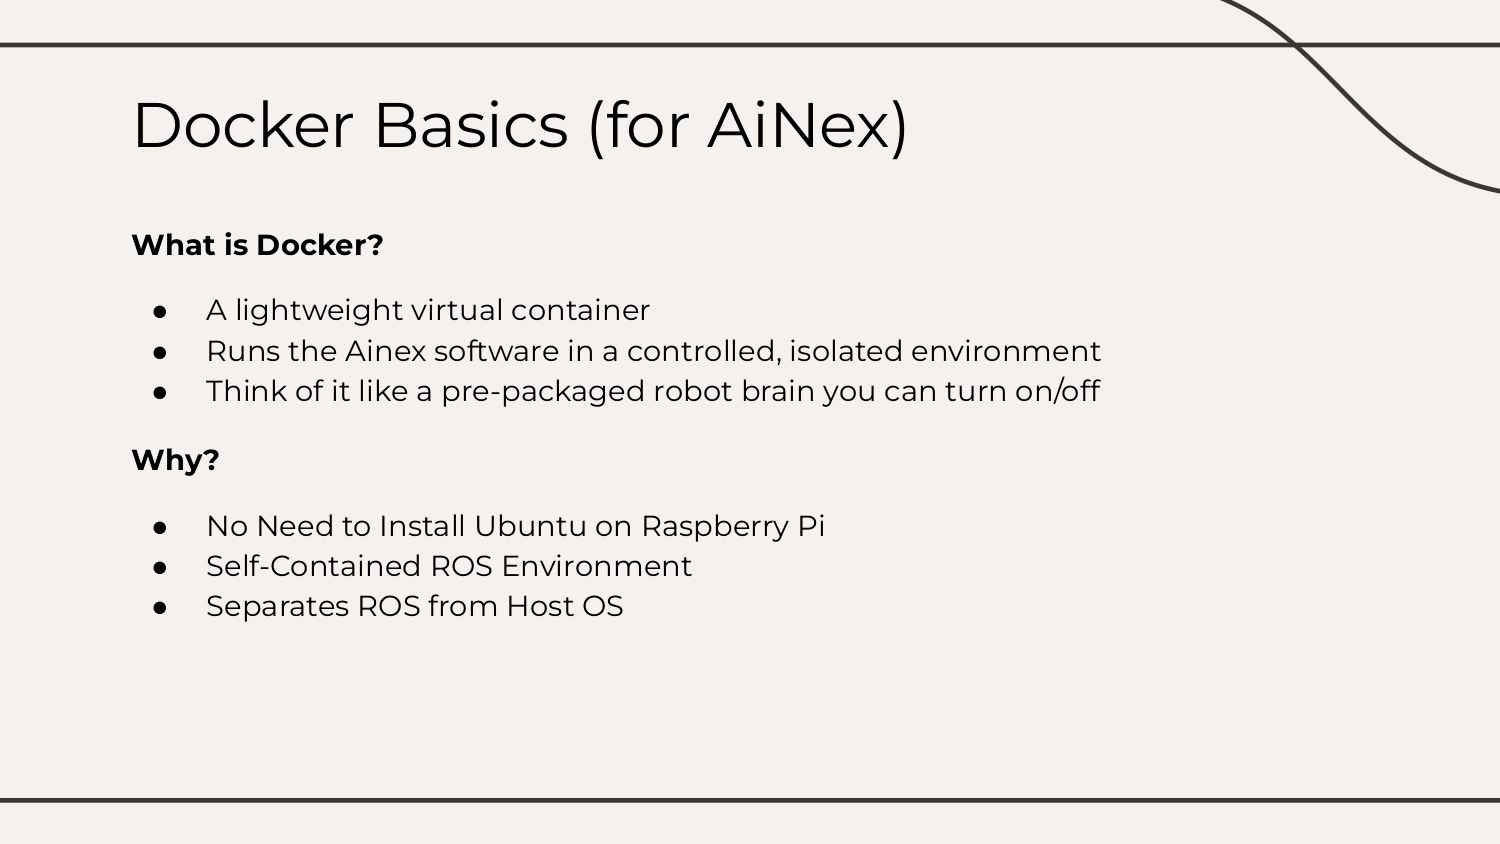 Docker Basics (for AiNex)
What is Docker?
● A lightweight virtual container
● Runs the Ainex software in a controlled, isolated environment
● Think of it like a pre-packaged robot brain you can turn on/off
Why?
● No Need to Install Ubuntu on Raspberry Pi
● Self-Contained ROS Environment
● Separates ROS from Host OS